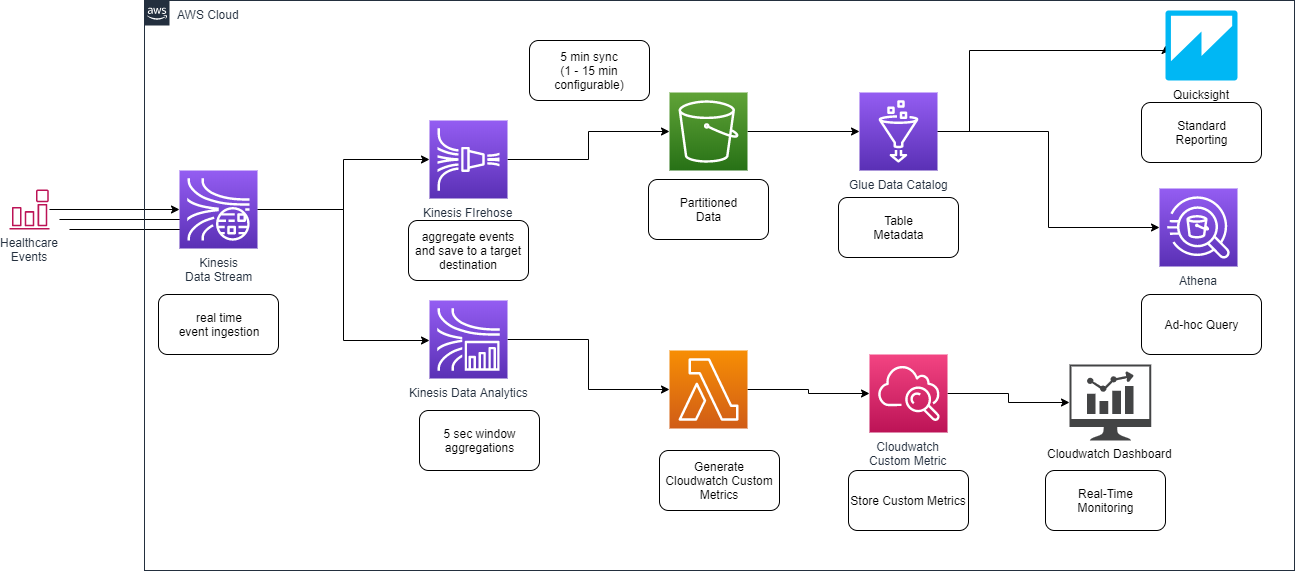 aws
AWS Cloud
Healthcare
Events
Kinesis
Data Stream
real time
event ingestion
Kinesis FIrehose
aggregate events
and save to a target
destination
5 min sync
(1 - 15 min
configurable)
Partitioned
Data
Glue Data Catalog
Table
Metadata
Quicksight
Standard
Reporting
Athena
Ad-hoc Query
Kinesis Data Analytics
5 sec window
aggregations
Generate
Cloudwatch Custom
Metrics
Cloudwatch
Custom Metric
Store Custom Metrics
Cloudwatch Dashboard
Real-Time
Monitoring